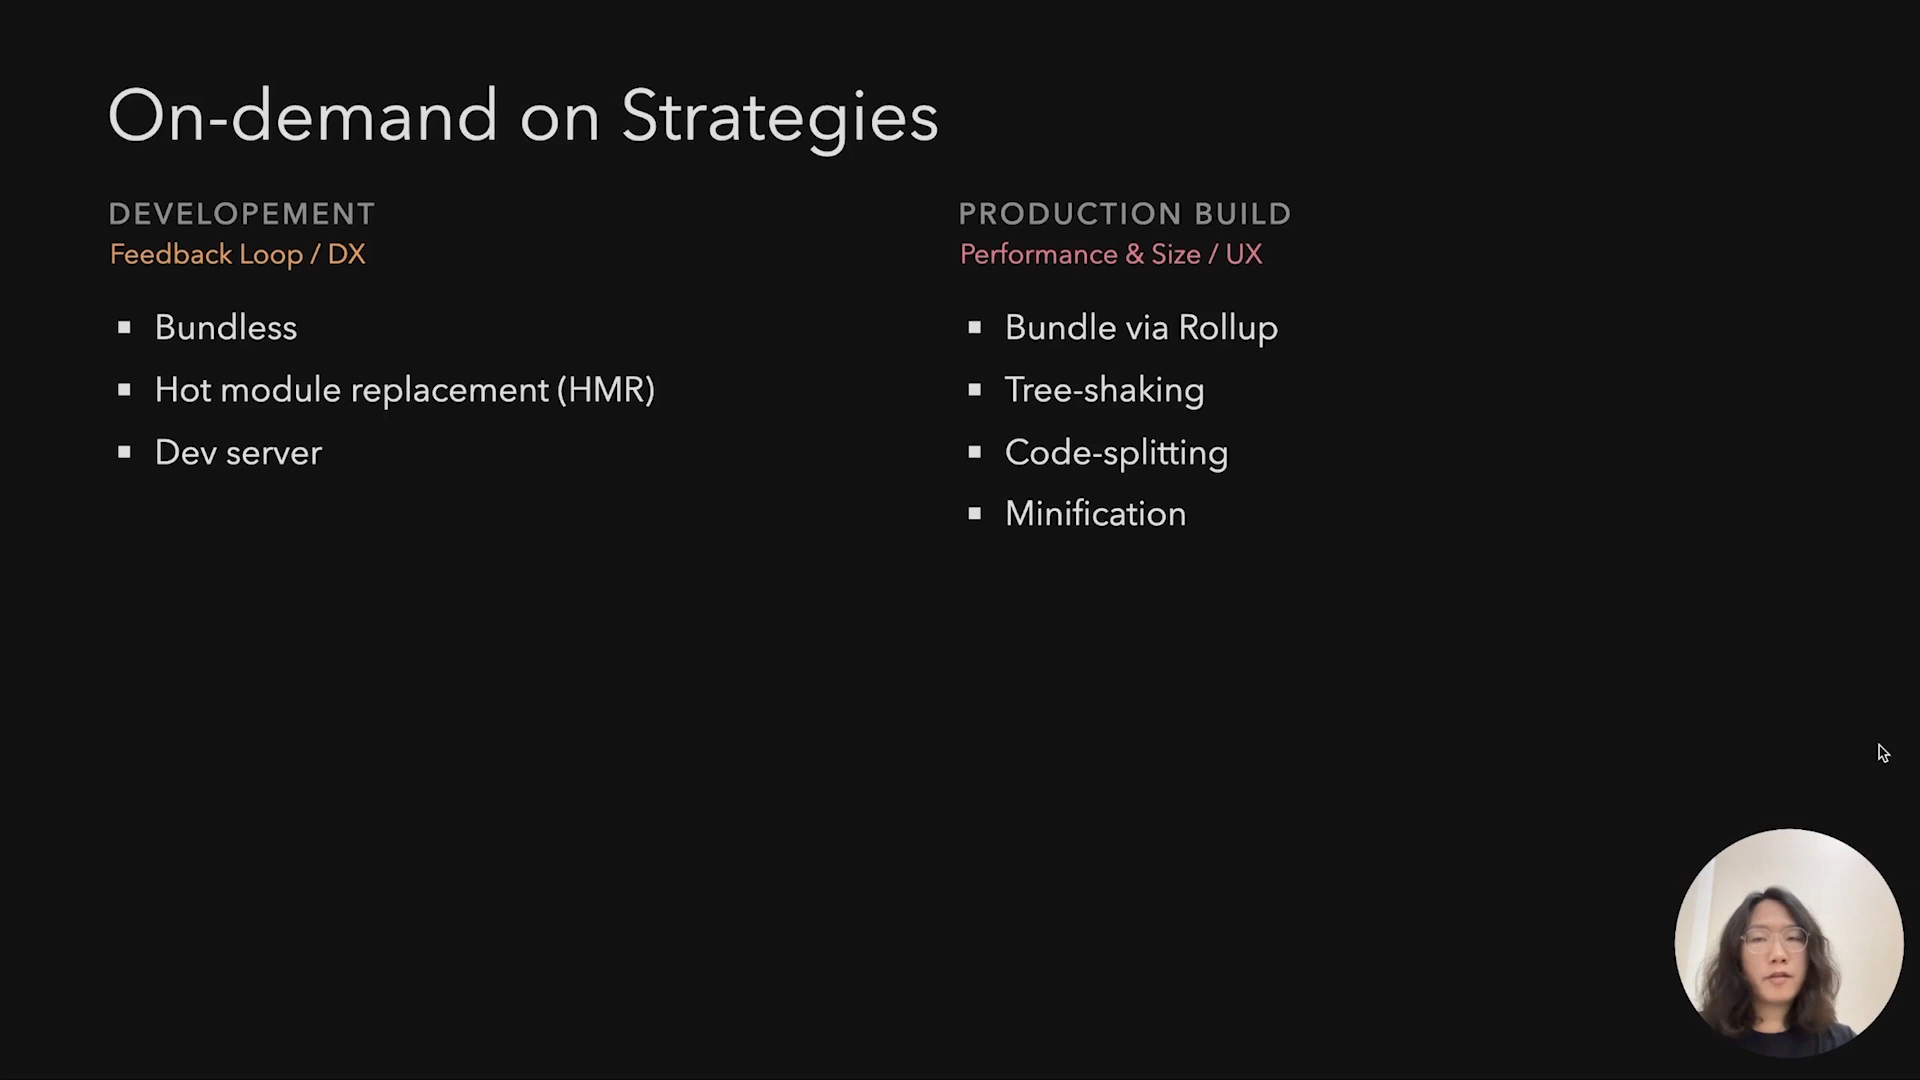 On-demand on Strategies
DEVELOPEMENT
Feedback Loop / DX
Bundless
Hot module replacement (HMR)
Dev server
PRODUCTION BUILD
Performance & Size / UX
Bundle via Rollup
Tree-shaking
Code-splitting
Minification